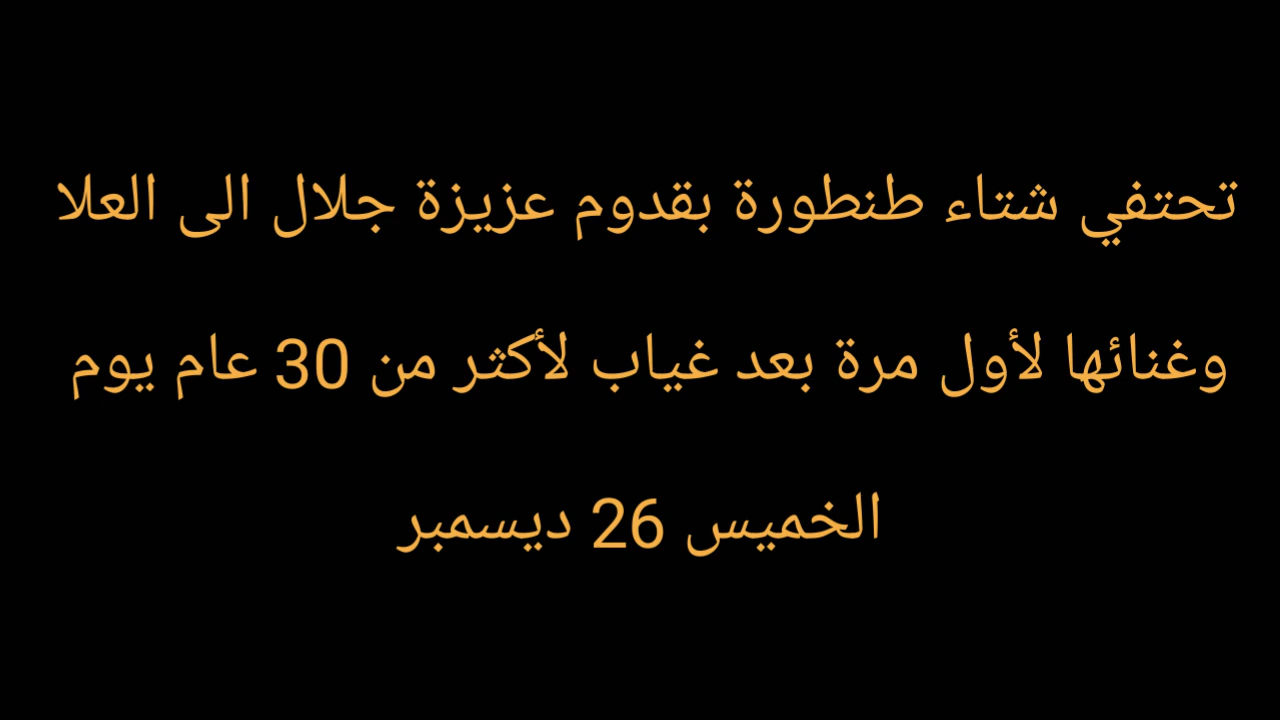 تحتفي شتاء طنطورة بقدوم عزيزة جلال الى العلا
وغنائها لأول مرة بعد غياب لأكثر من 30 عام يوم
الخميس 26 ديسمبر